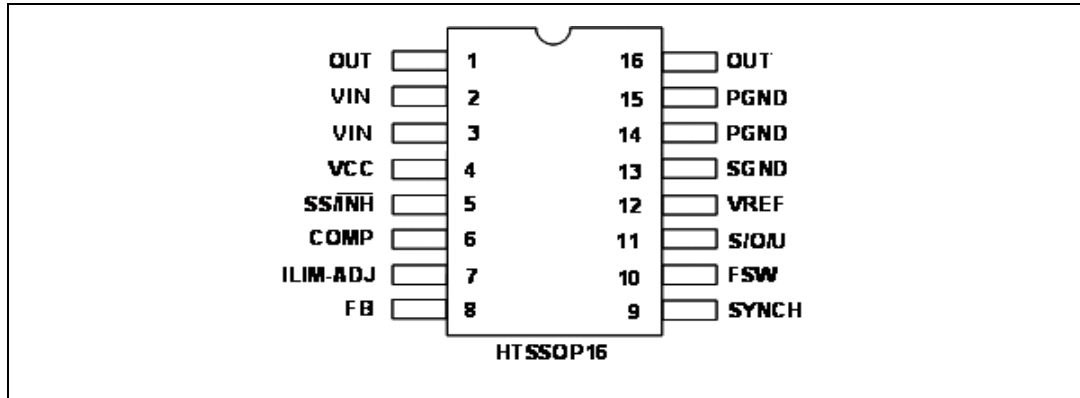 OUT 1 16 OUT
VIN 2 15 PGND
VIN 3 14 PGND
VCC 4 13 SGND
SS/INH 5 12 VREF
COMP 6 11 S/O/U
ILIM-ADJ 7 10 FSW
FB 8 9 SYNCH
HTSSOP16